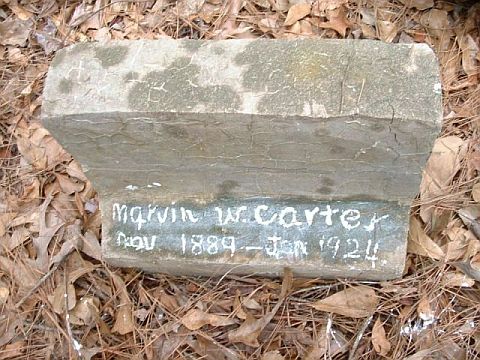 Marvin W. Carter
Nov 1889 - Jan 1924